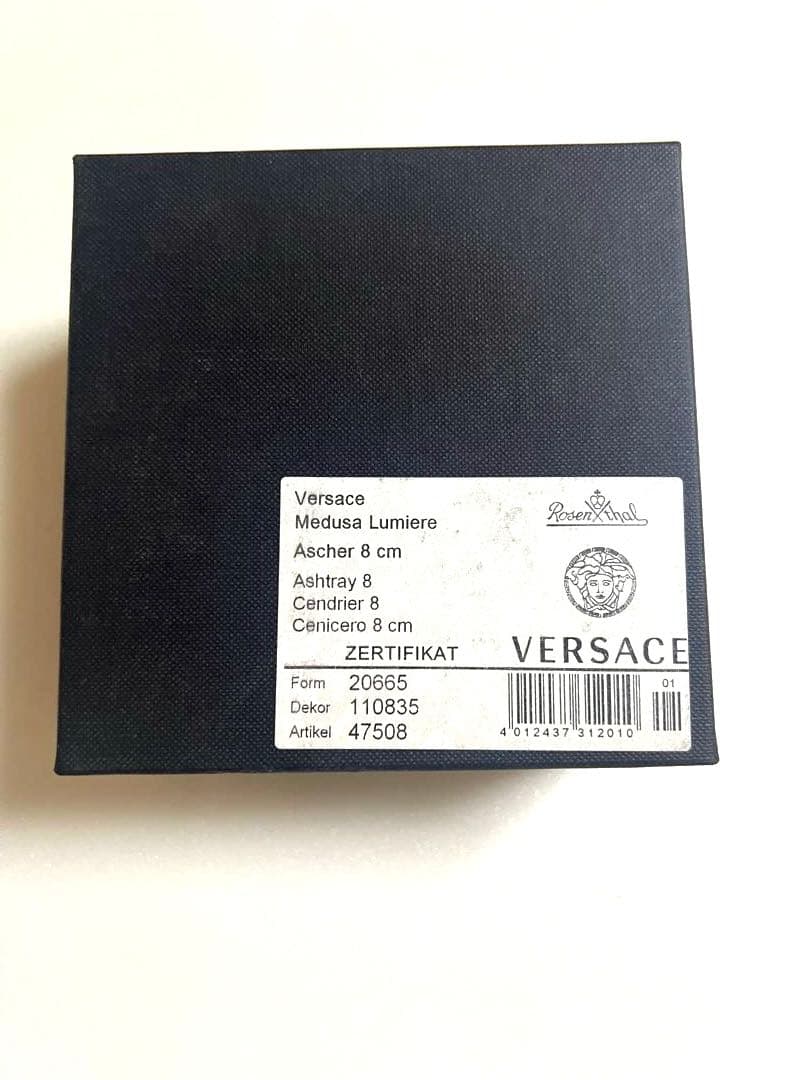 Versace
Medusa Lumiere
Ascher 8 cm
Ashtray 8
Cendrier 8
Cenicero 8 cm
ZERTIFIKAT
Rosenthal
VERSACE
Form 20665
Dekor 110835
Artikel 47508
01
4 012437 312010